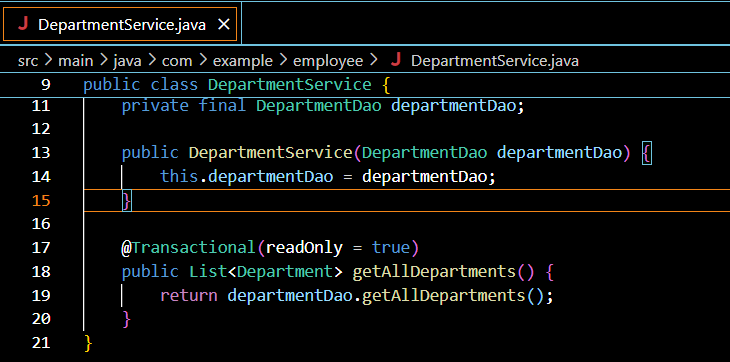 DepartmentService.java
src > main > java > com > example > employee > DepartmentService.java
9 public class DepartmentService {
11 private final DepartmentDao departmentDao;
12
13 public DepartmentService(DepartmentDao departmentDao) {
14 this.departmentDao = departmentDao;
15 }
16
17 @Transactional(readOnly = true)
18 public List<Department> getAllDepartments() {
19 return departmentDao.getAllDepartments();
20 }
21 }